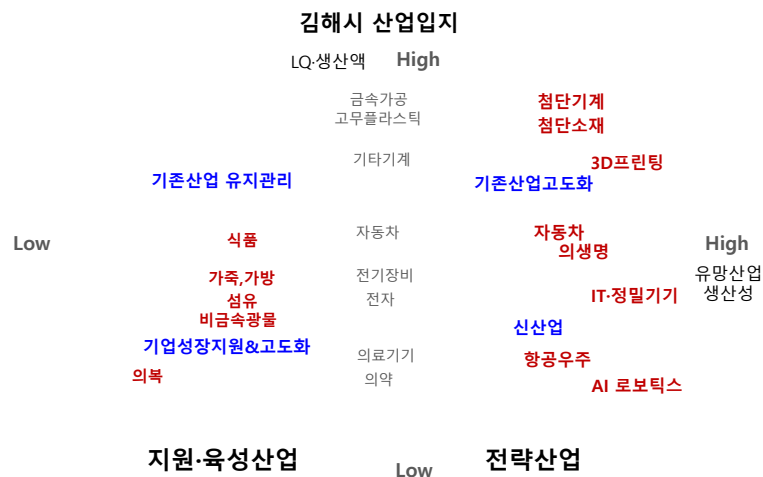 김해시 산업입지
LQ·생산액 High
금속가공
고무플라스틱
첨단기계
첨단소재
기타기계
3D프린팅
기존산업 유지관리
기존산업고도화
Low
식품
자동차
자동차
의생명
High
유망산업
생산성
가죽,가방
섬유
비금속광물
전기장비
전자
IT·정밀기기
신산업
기업성장지원&고도화
의료기기
항공우주
의복
의약
AI 로보틱스
지원·육성산업
Low
전략산업